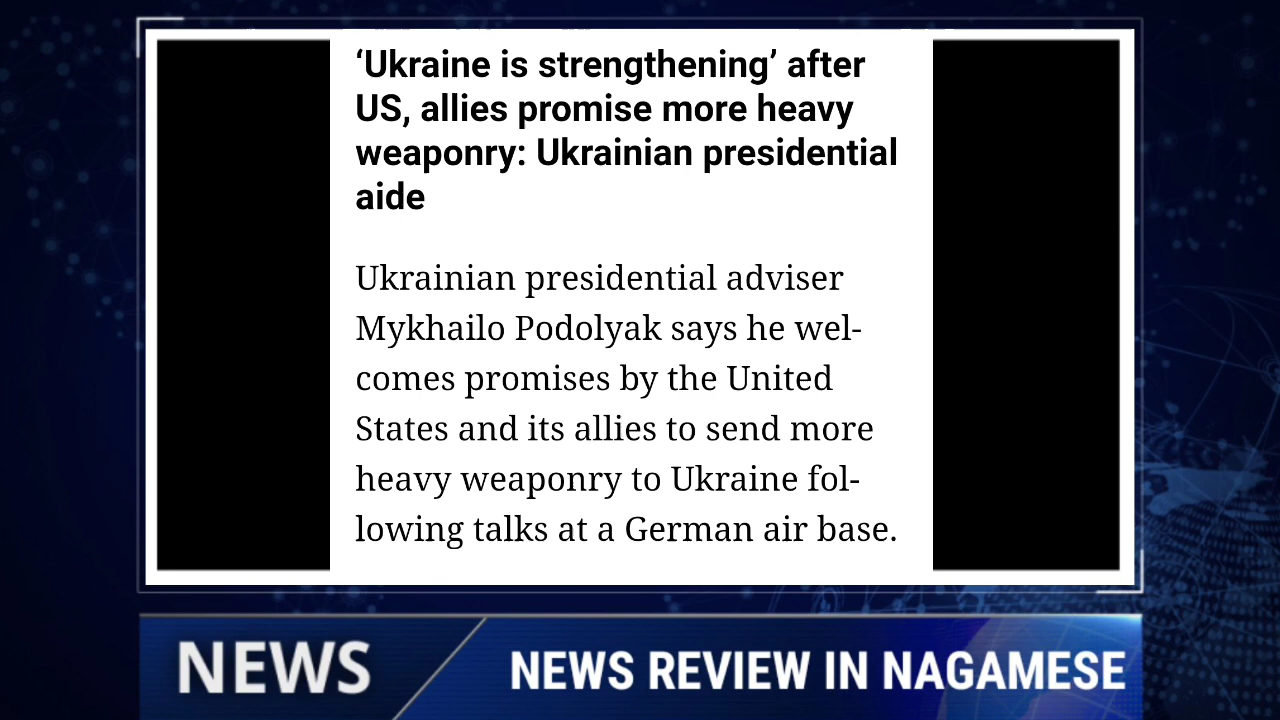 ‘Ukraine is strengthening’ after
US, allies promise more heavy
weaponry: Ukrainian presidential
aide
Ukrainian presidential adviser
Mykhailo Podolyak says he wel-
comes promises by the United
States and its allies to send more
heavy weaponry to Ukraine fol-
lowing talks at a German air base.
NEWS
NEWS REVIEW IN NAGAMESE